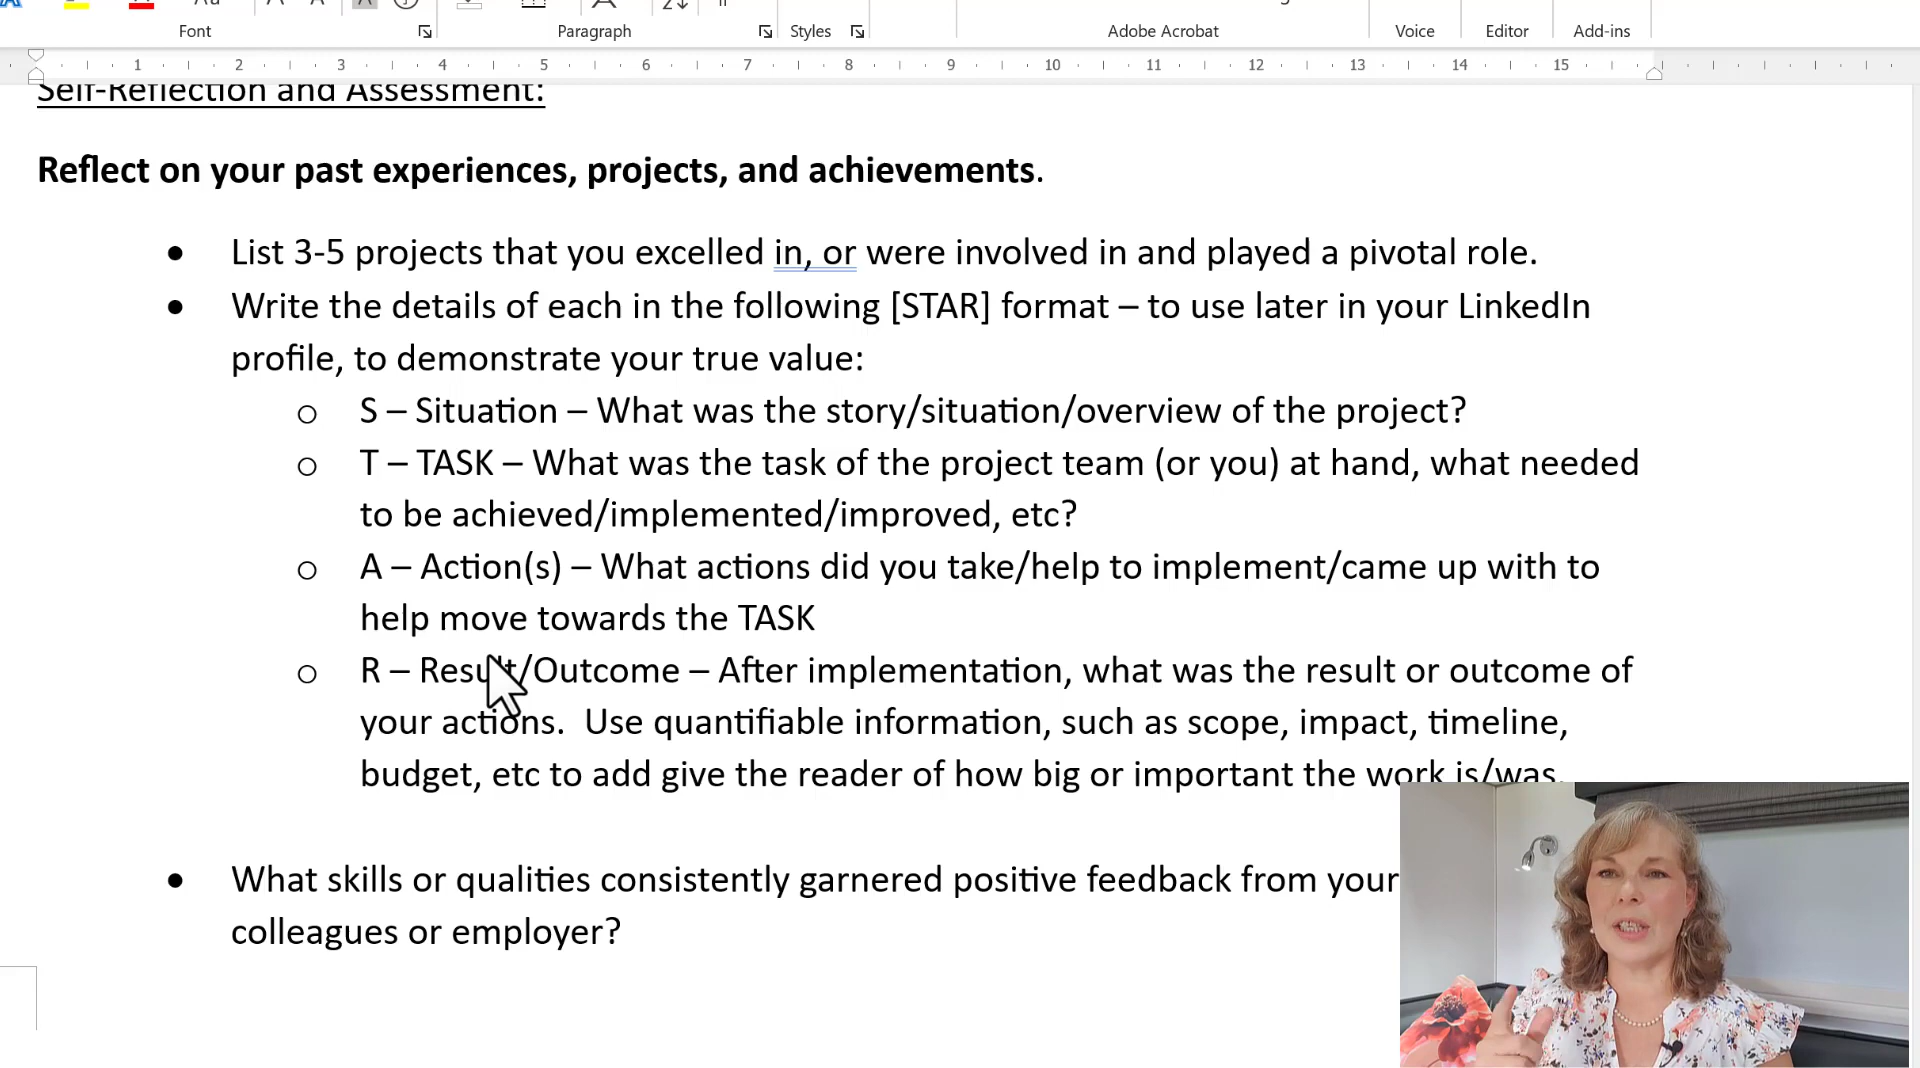 Font Paragraph Styles Adobe Acrobat Voice Editor Add-ins
1 2 3 4 5 6 7 8 9 10 11 12 13 14 15
Self-Reflection and Assessment:
Reflect on your past experiences, projects, and achievements.
● List 3-5 projects that you excelled in, or were involved in and played a pivotal role.
● Write the details of each in the following [STAR] format – to use later in your LinkedIn
profile, to demonstrate your true value:
o S – Situation – What was the story/situation/overview of the project?
o T – TASK – What was the task of the project team (or you) at hand, what needed
to be achieved/implemented/improved, etc?
o A – Action(s) – What actions did you take/help to implement/came up with to
help move towards the TASK
o R – Result/Outcome – After implementation, what was the result or outcome of
your actions.  Use quantifiable information, such as scope, impact, timeline,
budget, etc to add give the reader of how big or important the work is/was.
● What skills or qualities consistently garnered positive feedback from your
colleagues or employer?